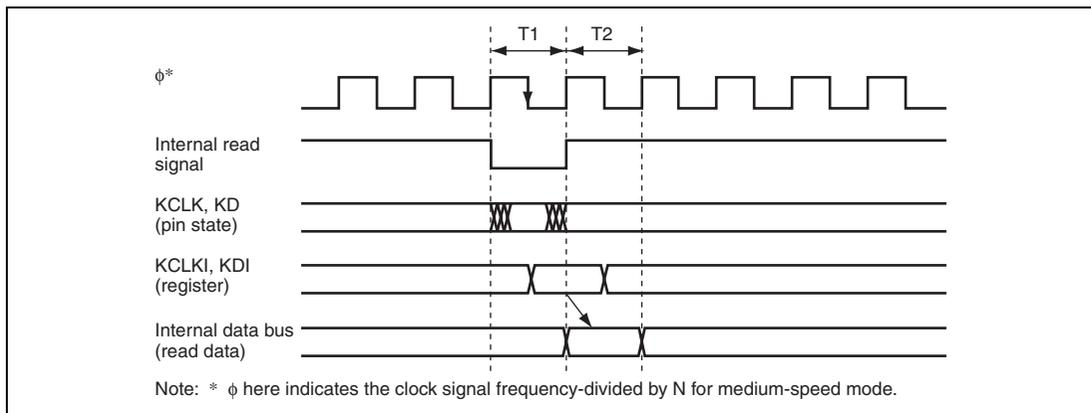 T1 T2
ϕ*
Internal read
signal
KCLK, KD
(pin state)
KCLKI, KDI
(register)
Internal data bus
(read data)
Note: * ϕ here indicates the clock signal frequency-divided by N for medium-speed mode.